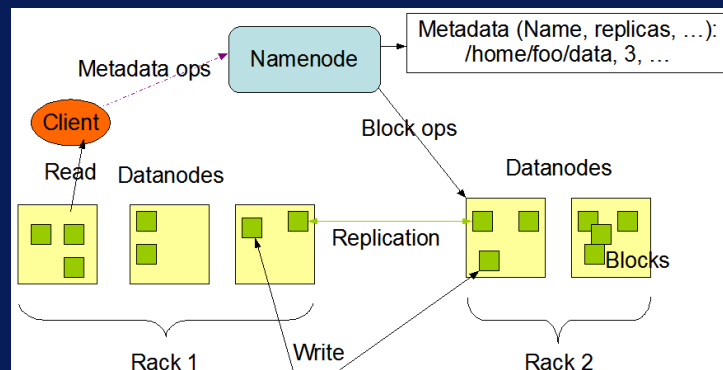 Metadata (Name, replicas, …):
/home/foo/data, 3, …
Namenode
Metadata ops
Client
Block ops
Read
Datanodes
Datanodes
Replication
Blocks
Write
Rack 1
Rack 2